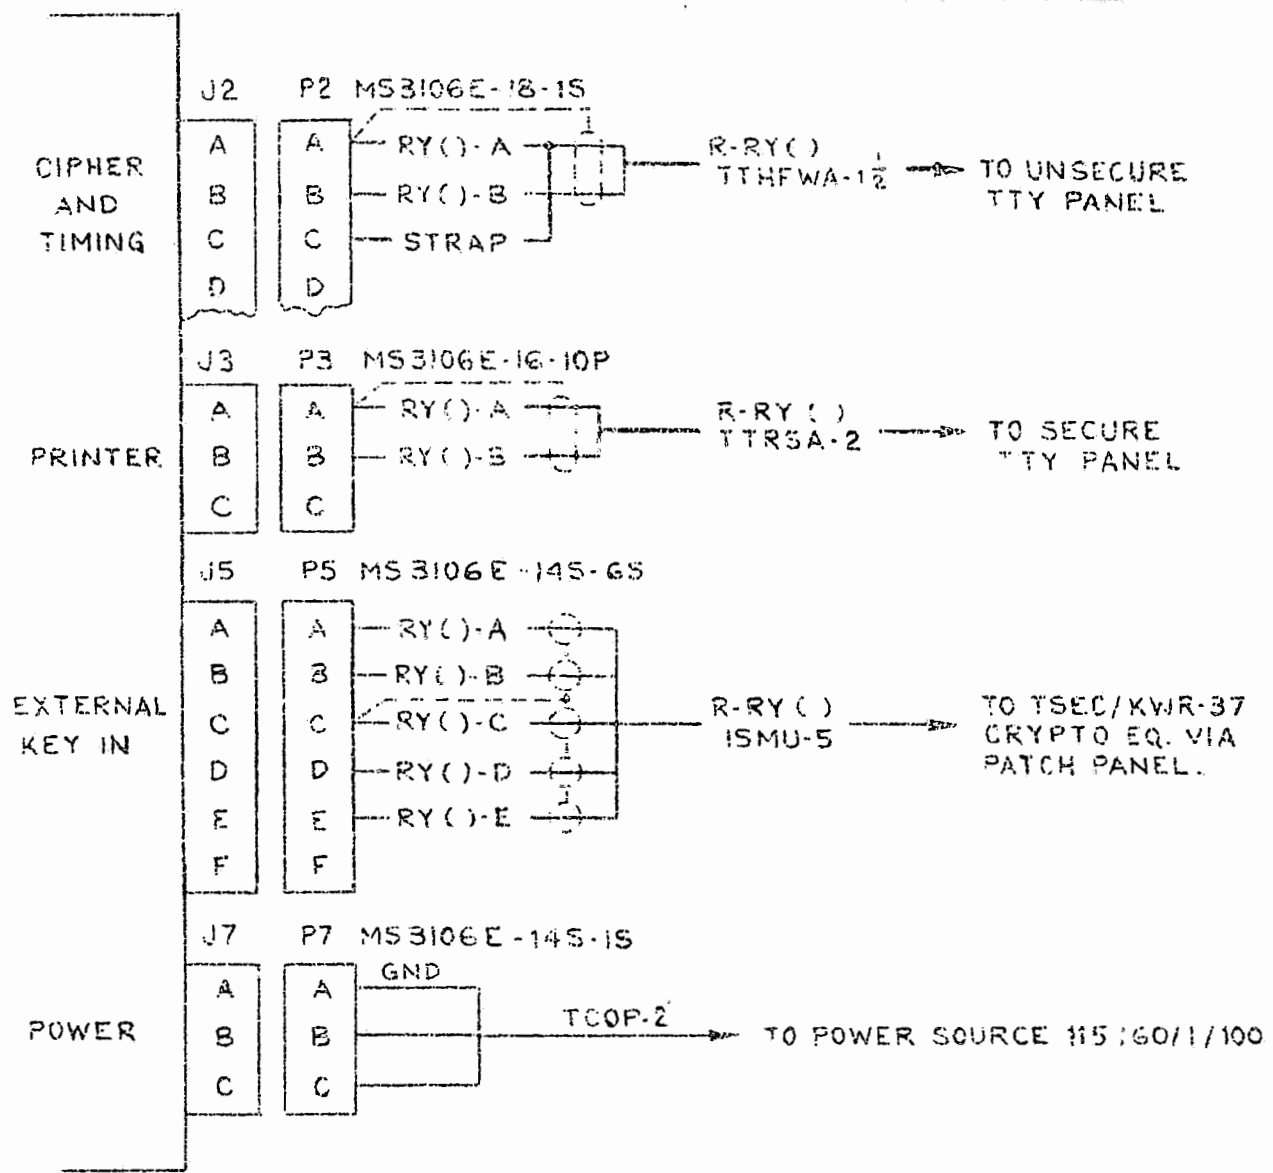 J2 P2 MS3106E-18-1S
CIPHER
AND
TIMING
A A RY()-A
B B RY()-B
C C STRAP
D D
R-RY()
TTHFWA-1½
TO UNSECURE
TTY PANEL
J3 P3 MS3106E-16-10P
PRINTER
A A RY()-A
B B RY()-B
C C
R-RY()
TTRSA-2
TO SECURE
TTY PANEL
J5 P5 MS3106E-14S-6S
EXTERNAL
KEY IN
A A RY()-A
B B RY()-B
C C RY()-C
D D RY()-D
E E RY()-E
F F
R-RY()
ISMU-5
TO TSEC/KWR-37
CRYPTO EQ. VIA
PATCH PANEL.
J7 P7 MS3106E-14S-1S
GND
POWER
A A
B B
C C
TCOP-2
TO POWER SOURCE 115/60/1/100